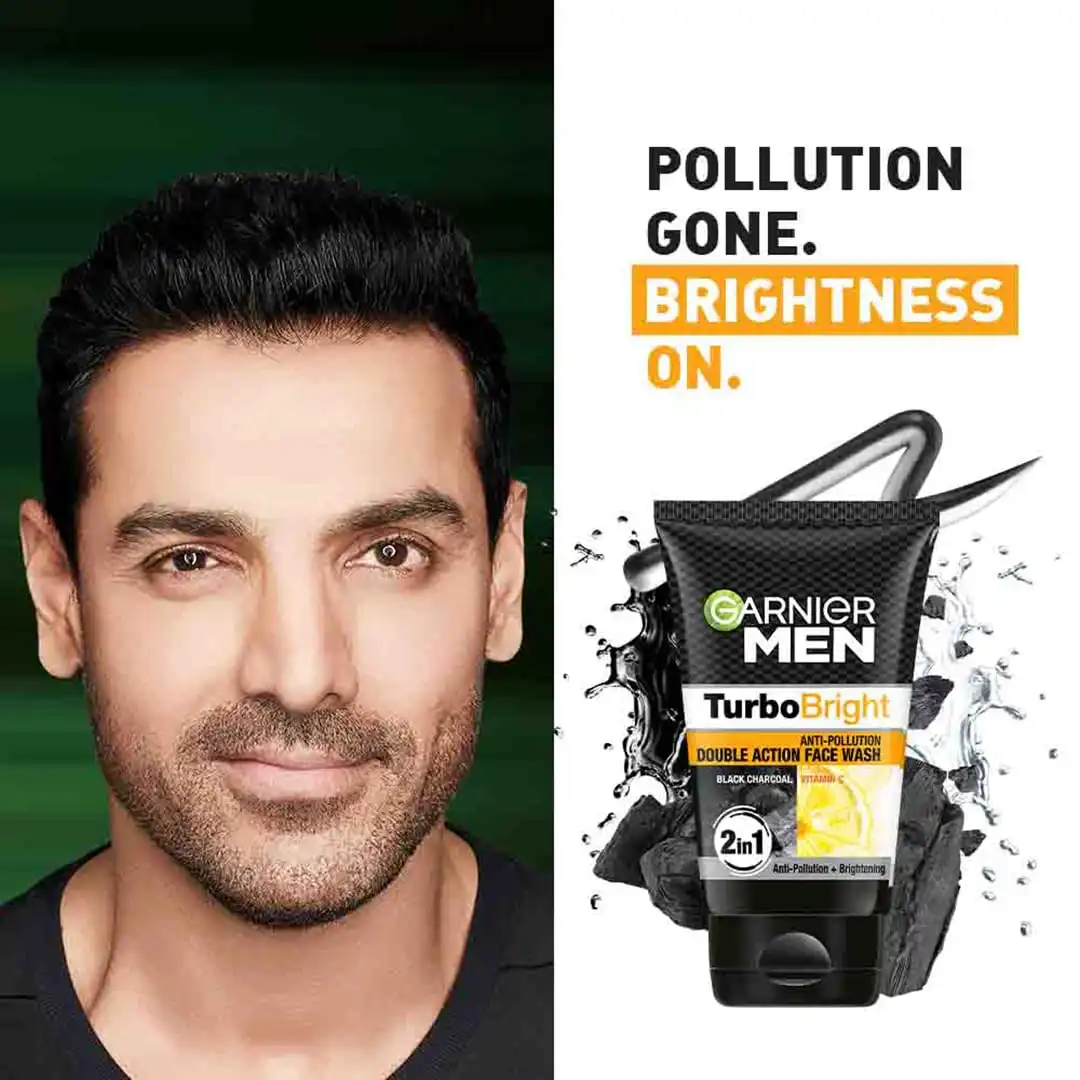 POLLUTION
GONE.
BRIGHTNESS
ON.
GARNIER
MEN
TurboBright
ANTI-POLLUTION
DOUBLE ACTION FACE WASH
BLACK CHARCOAL VITAMIN C
2in1
Anti-Pollution + Brightening